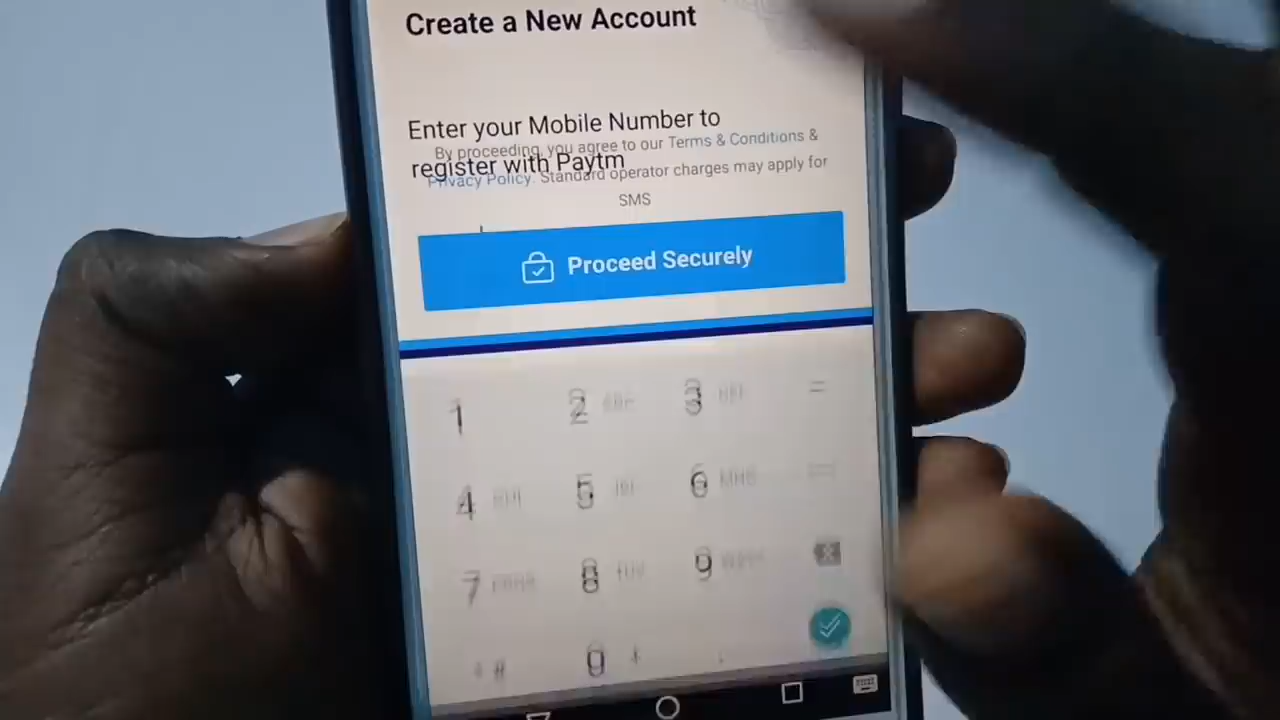 Create a New Account
Enter your Mobile Number to
register with Paytm
By proceeding, you agree to our Terms & Conditions &
Privacy Policy. Standard operator charges may apply for
SMS
Proceed Securely
1 2 3 =
4 5 6 MNO
7 8 TUV 9
0 +
* #